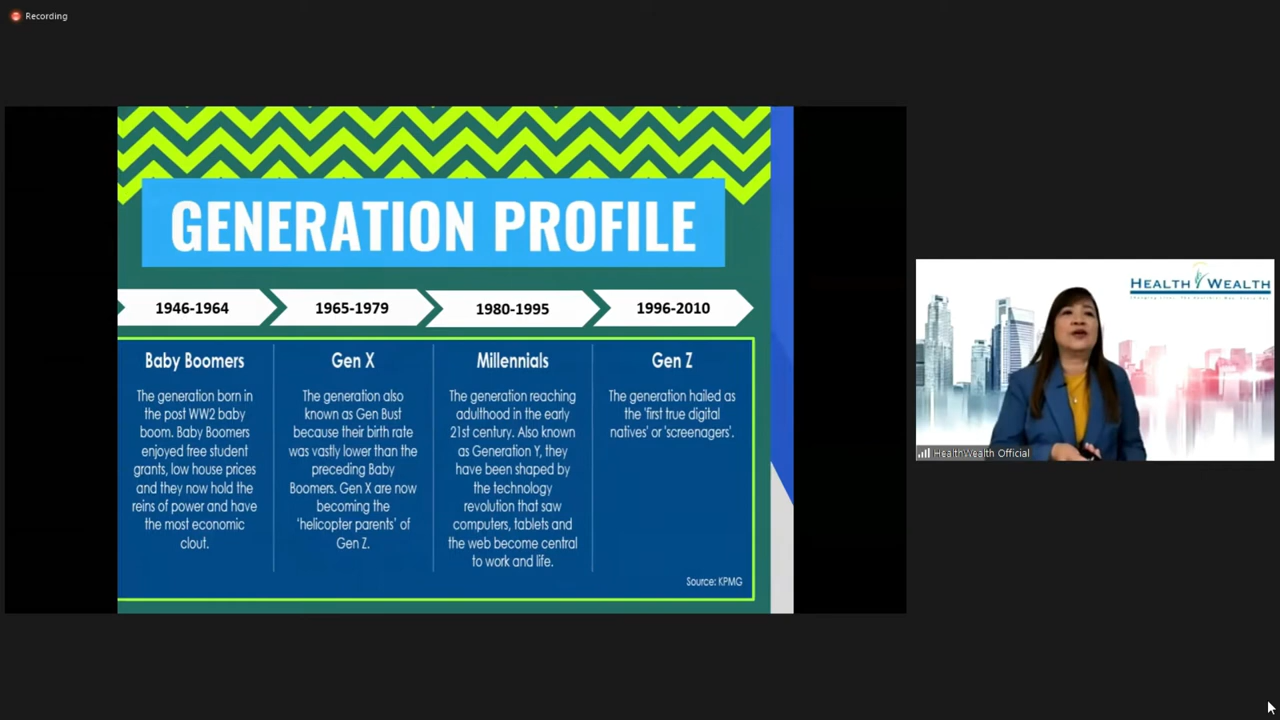 Recording
GENERATION PROFILE
1946-1964
1965-1979
1980-1995
1996-2010
Baby Boomers
The generation born in
the post WW2 baby
boom. Baby Boomers
enjoyed free student
grants, low house prices
and they now hold the
reins of power and have
the most economic
clout.
Gen X
The generation also
known as Gen Bust
because their birth rate
was vastly lower than the
preceding Baby
Boomers. Gen X are now
becoming the
'helicopter parents' of
Gen Z.
Millennials
The generation reaching
adulthood in the early
21st century. Also known
as Generation Y, they
have been shaped by
the technology
revolution that saw
computers, tablets and
the web become central
to work and life.
Gen Z
The generation hailed as
the 'first true digital
natives' or 'screenagers'.
Source: KPMG
HEALTH WEALTH
HealthWealth Official